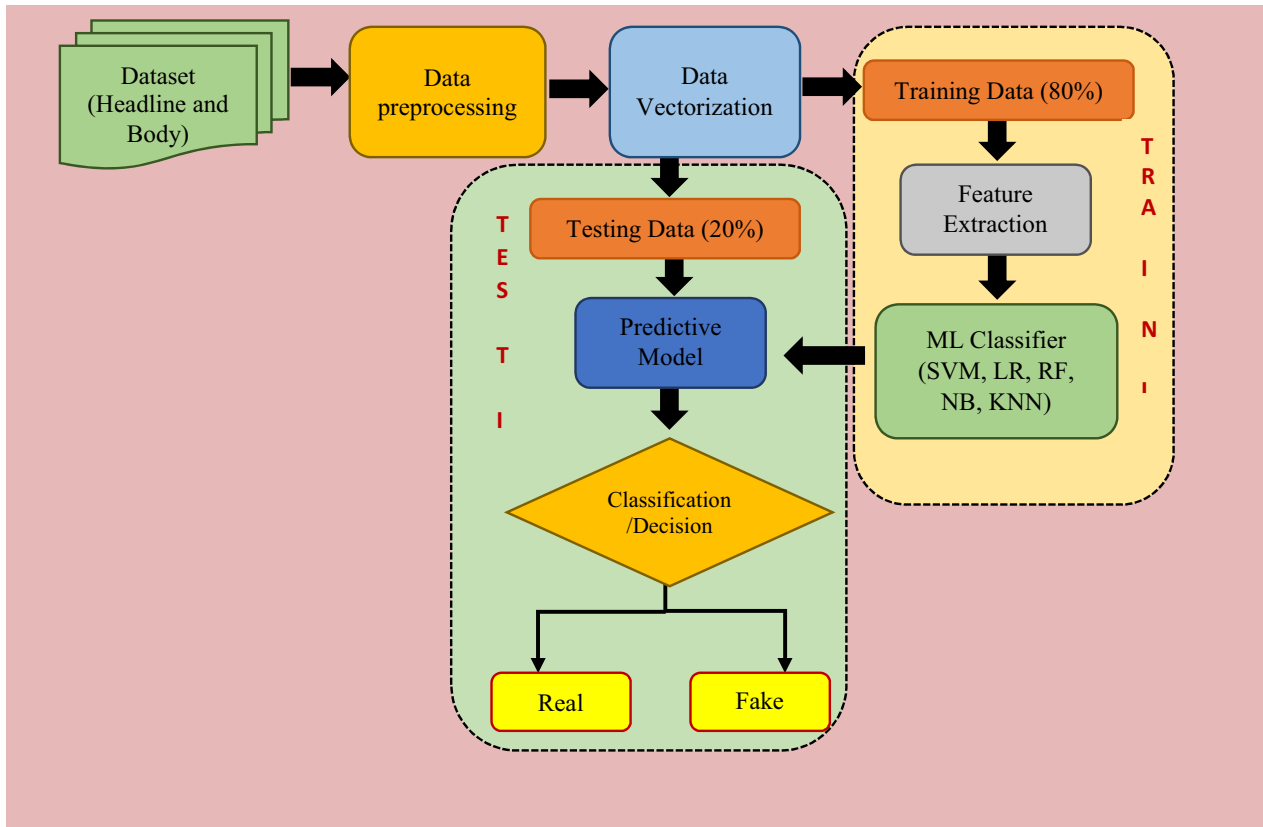 Dataset
(Headline and
Body)
Data
preprocessing
Data
Vectorization
Training Data (80%)
Feature
Extraction
ML Classifier
(SVM, LR, RF,
NB, KNN)
T
R
A
I
N
I
Testing Data (20%)
T
E
S
T
I
Predictive
Model
Classification
/Decision
Real
Fake